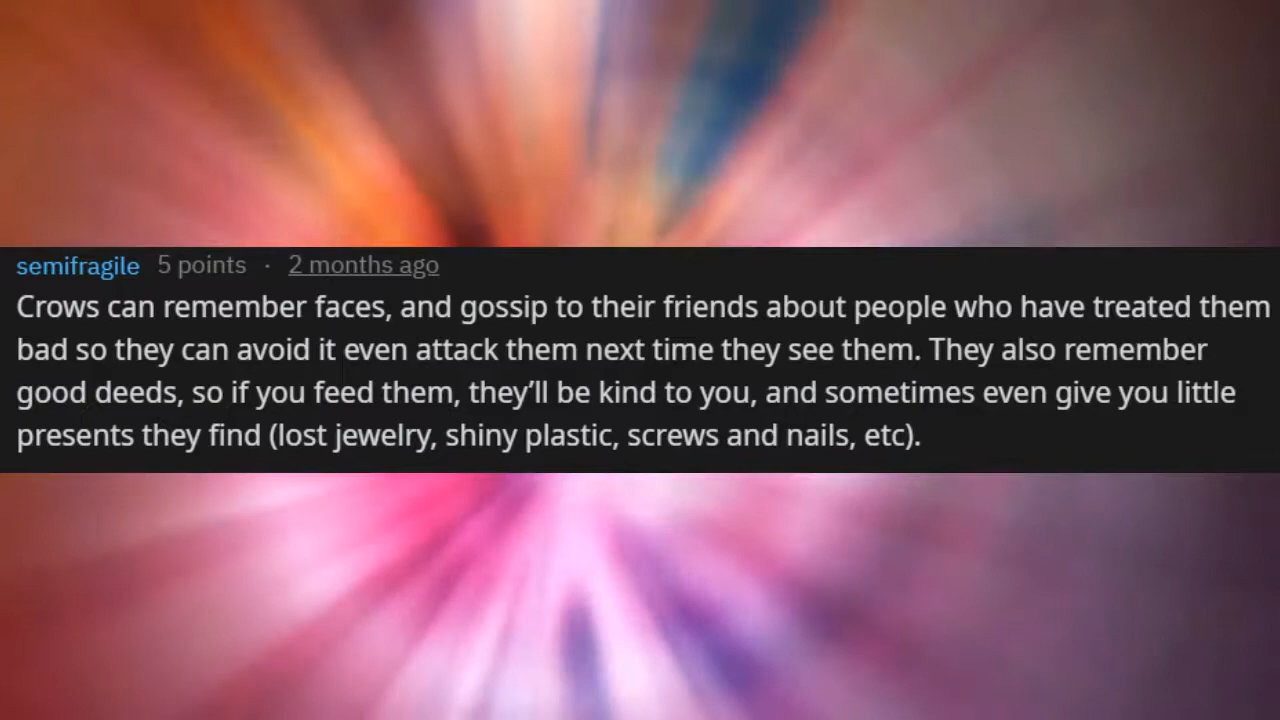 semifragile 5 points · 2 months ago
Crows can remember faces, and gossip to their friends about people who have treated them
bad so they can avoid it even attack them next time they see them. They also remember
good deeds, so if you feed them, they’ll be kind to you, and sometimes even give you little
presents they find (lost jewelry, shiny plastic, screws and nails, etc).